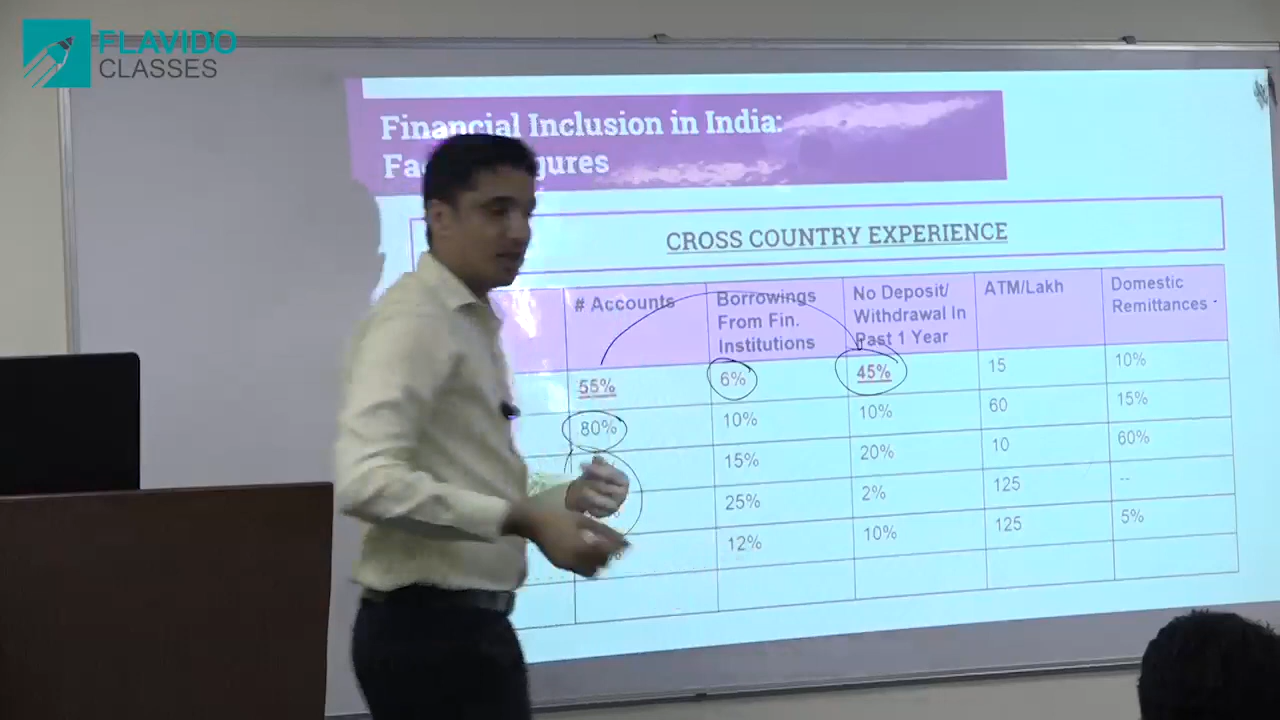 FLAVIDO
CLASSES
Financial Inclusion in India:
CROSS COUNTRY EXPERIENCE
# Accounts Borrowings From Fin. Institutions No Deposit/ Withdrawal In Past 1 Year ATM/Lakh Domestic Remittances
55% 6% 45% 15 10%
80% 10% 10% 60 15%
15% 20% 10 60%
25% 2% 125 --
12% 10% 125 5%